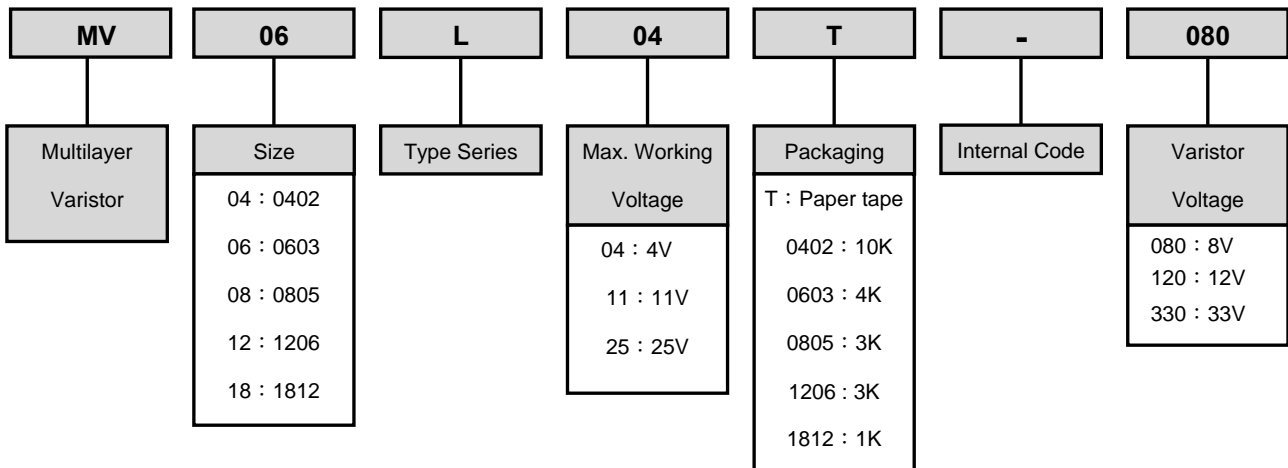 MV 06 L 04 T - 080
Multilayer
Varistor
Size
04：0402
06：0603
08：0805
12：1206
18：1812
Type Series
Max. Working
Voltage
04：4V
11：11V
25：25V
Packaging
T：Paper tape
0402：10K
0603：4K
0805：3K
1206 : 3K
1812：1K
Internal Code
Varistor
Voltage
080：8V
120：12V
330：33V